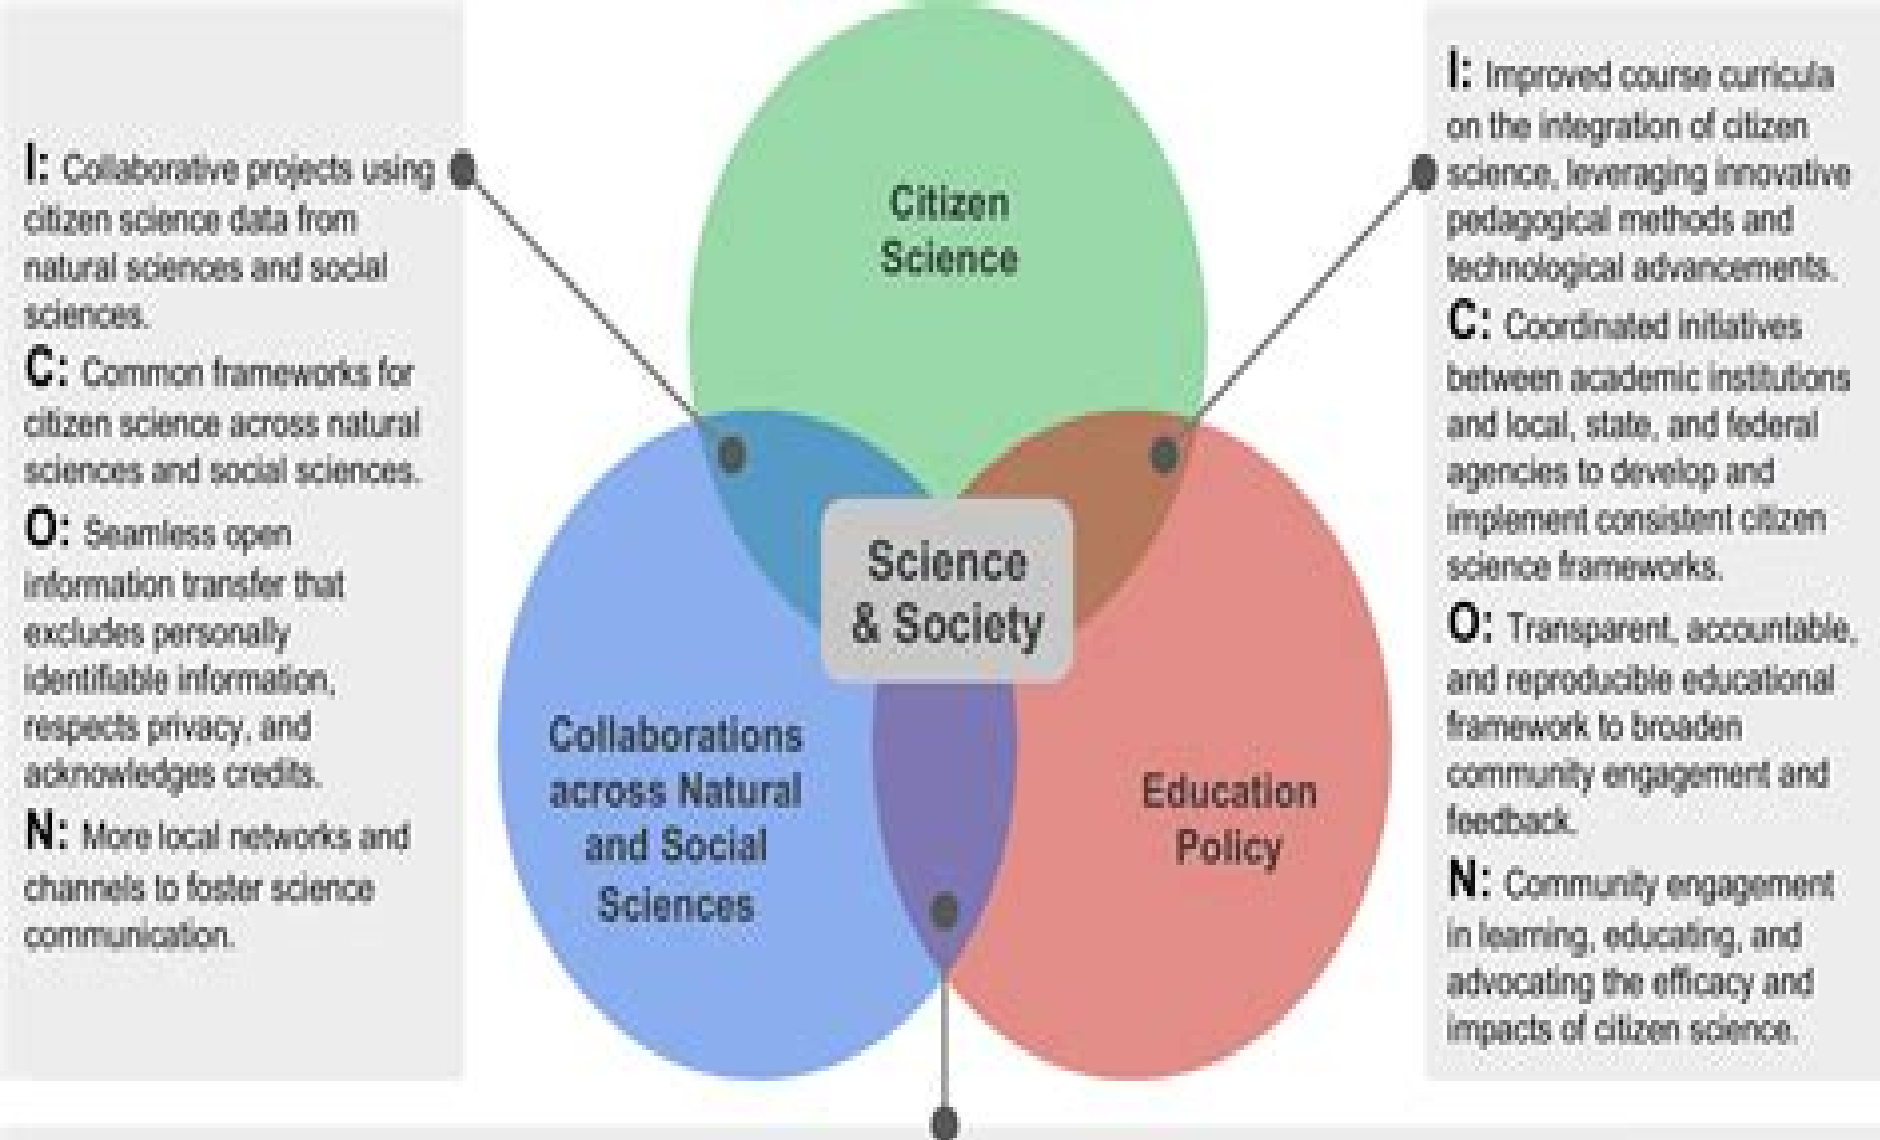 I: Collaborative projects using
citizen science data from
natural sciences and social
sciences.
C: Common frameworks for
citizen science across natural
sciences and social sciences.
O: Seamless open
information transfer that
excludes personally
identifiable information,
respects privacy, and
acknowledges credits.
N: More local networks and
channels to foster science
communication.
Citizen
Science
Science
& Society
Collaborations
across Natural
and Social
Sciences
Education
Policy
I: Improved course curricula
on the integration of citizen
science, leveraging innovative
pedagogical methods and
technological advancements.
C: Coordinated initiatives
between academic institutions
and local, state, and federal
agencies to develop and
implement consistent citizen
science frameworks.
O: Transparent, accountable,
and reproducible educational
framework to broaden
community engagement and
feedback.
N: Community engagement
in learning, educating, and
advocating the efficacy and
impacts of citizen science.